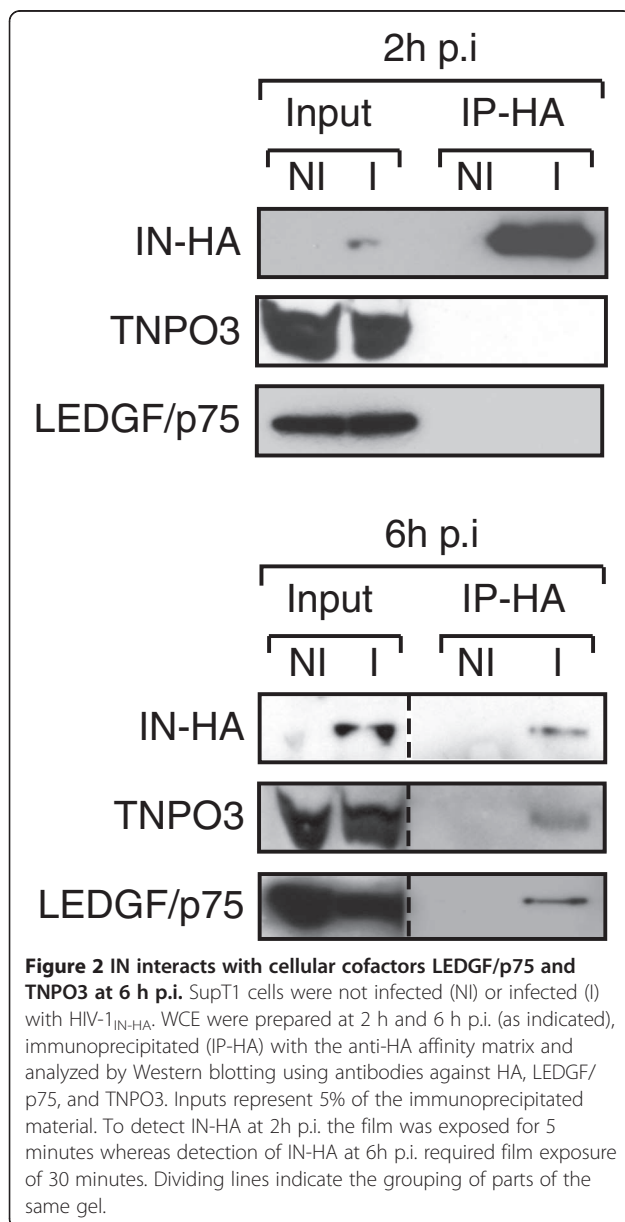 2h p.i
Input IP-HA
NI I NI I
IN-HA
TNPO3
LEDGF/p75
6h p.i
Input IP-HA
NI I NI I
IN-HA
TNPO3
LEDGF/p75
Figure 2 IN interacts with cellular cofactors LEDGF/p75 and
TNPO3 at 6 h p.i. SupT1 cells were not infected (NI) or infected (I)
with HIV-1IN-HA. WCE were prepared at 2 h and 6 h p.i. (as indicated),
immunoprecipitated (IP-HA) with the anti-HA affinity matrix and
analyzed by Western blotting using antibodies against HA, LEDGF/
p75, and TNPO3. Inputs represent 5% of the immunoprecipitated
material. To detect IN-HA at 2h p.i. the film was exposed for 5
minutes whereas detection of IN-HA at 6h p.i. required film exposure
of 30 minutes. Dividing lines indicate the grouping of parts of the
same gel.